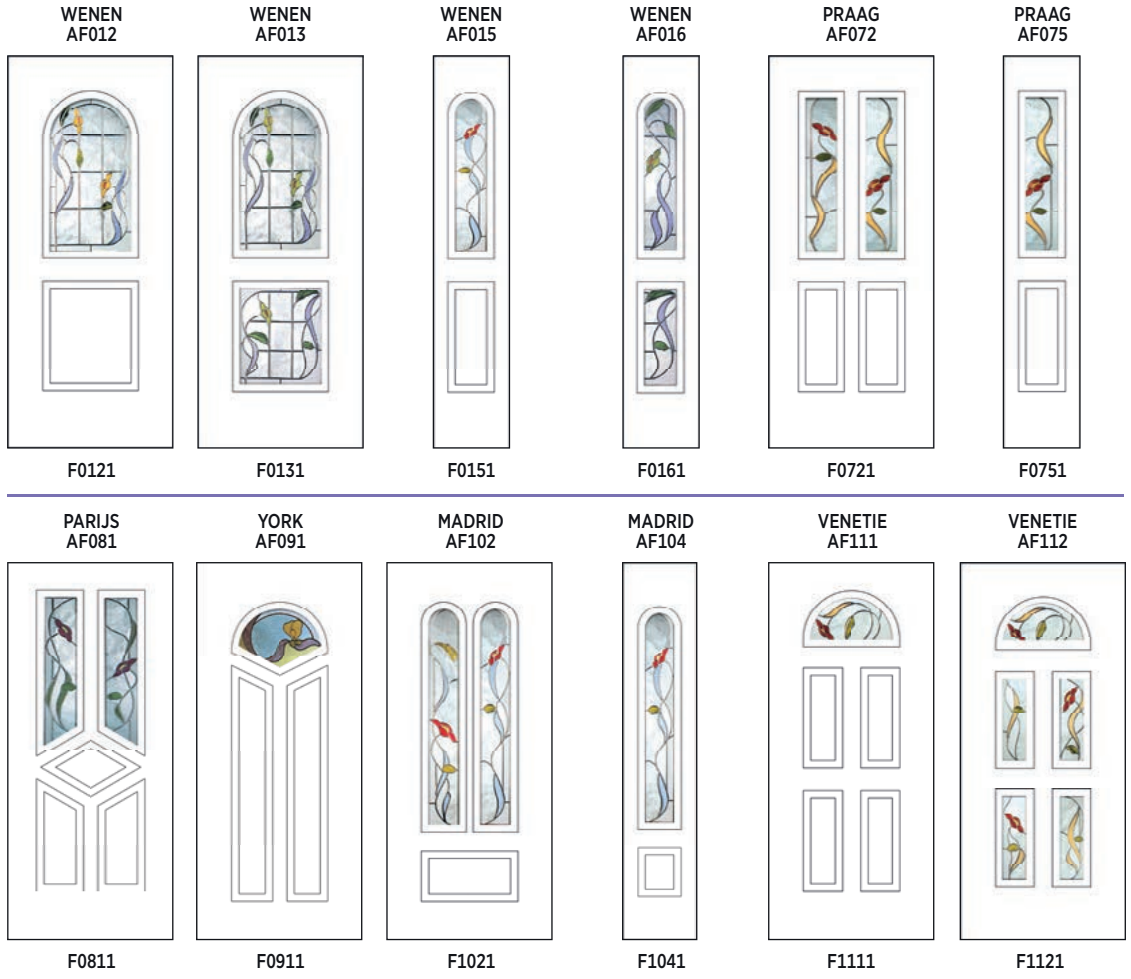 WENEN
AF012
WENEN
AF013
WENEN
AF015
WENEN
AF016
PRAAG
AF072
PRAAG
AF075
F0121
F0131
F0151
F0161
F0721
F0751
PARIJS
AF081
YORK
AF091
MADRID
AF102
MADRID
AF104
VENETIE
AF111
VENETIE
AF112
F0811
F0911
F1021
F1041
F1111
F1121